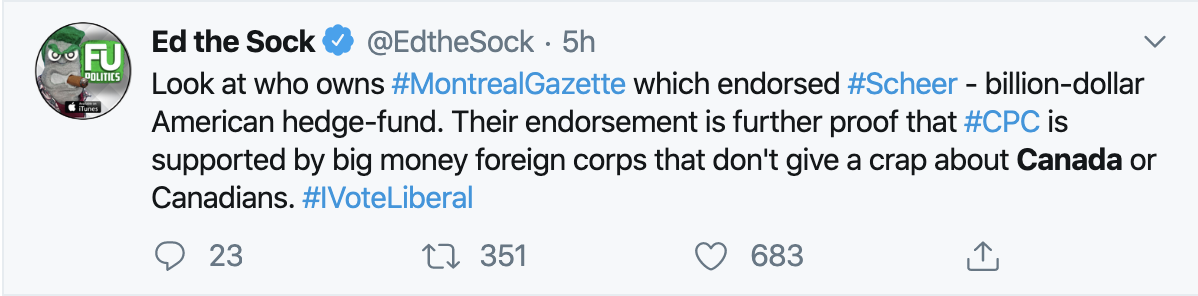 Ed the Sock @EdtheSock · 5h
Look at who owns #MontrealGazette which endorsed #Scheer - billion-dollar
American hedge-fund. Their endorsement is further proof that #CPC is
supported by big money foreign corps that don't give a crap about Canada or
Canadians. #IVoteLiberal
23 351 683
FU
POLITICS
Available on
iTunes